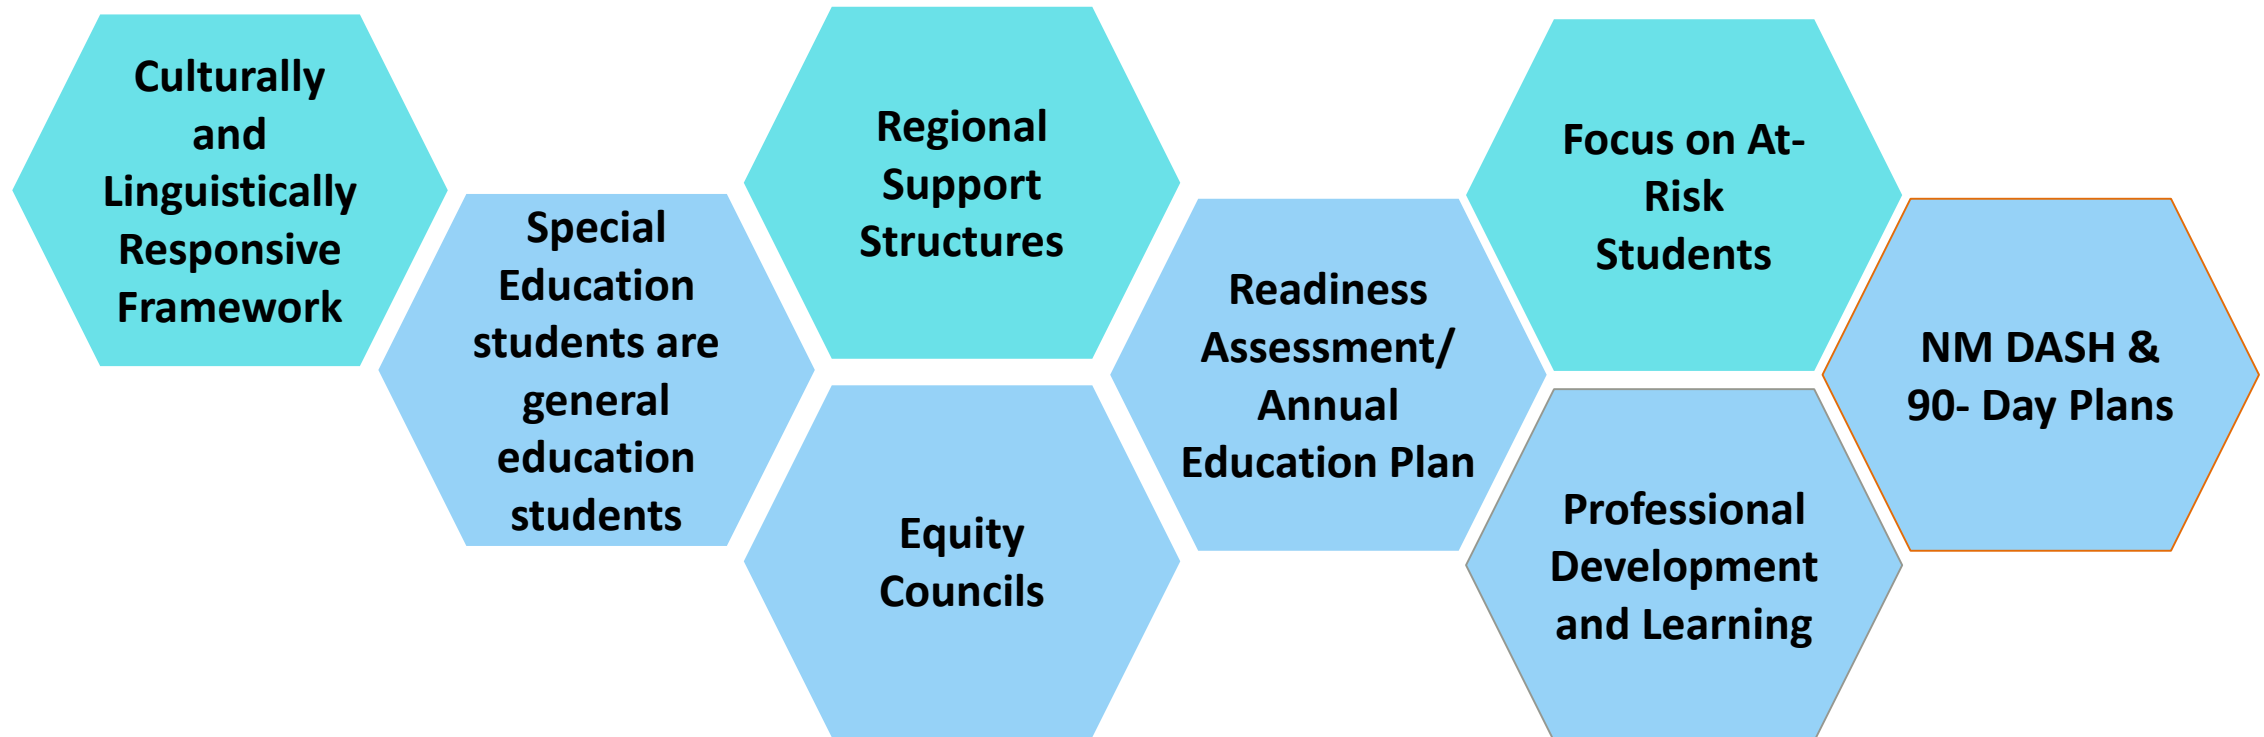 Culturally
and
Linguistically
Responsive
Framework
Special
Education
students are
general
education
students
Regional
Support
Structures
Equity
Councils
Readiness
Assessment/
Annual
Education Plan
Focus on At-
Risk
Students
Professional
Development
and Learning
NM DASH &
90- Day Plans